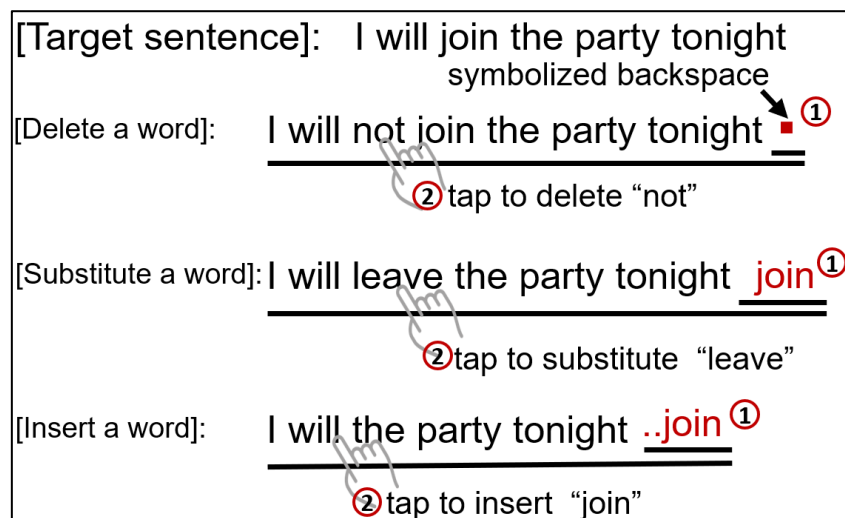 [Target sentence]: I will join the party tonight
symbolized backspace
[Delete a word]: I will not join the party tonight ▪ ①
② tap to delete “not”
[Substitute a word]: I will leave the party tonight join ①
② tap to substitute “leave”
[Insert a word]: I will the party tonight ..join ①
② tap to insert “join”